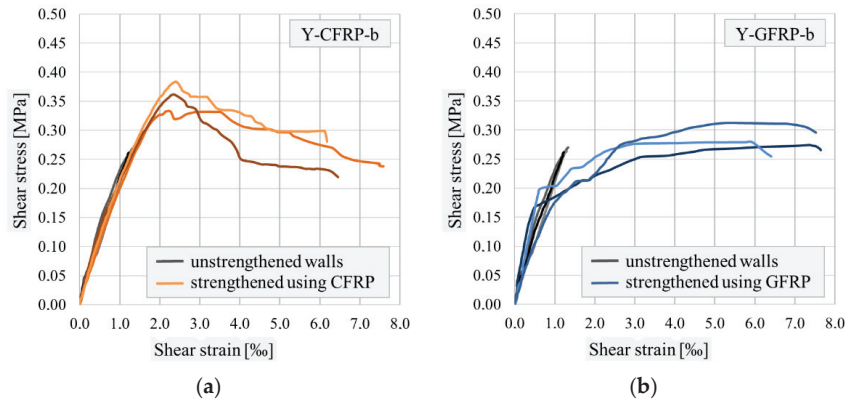 Y-CFRP-b
0.50
0.45
0.40
0.35
0.30
0.25
0.20
0.15
0.10
0.05
0.00
Shear stress [MPa]
unstrengthened walls
strengthened using CFRP
0.0 1.0 2.0 3.0 4.0 5.0 6.0 7.0 8.0
Shear strain [‰]
(a)
Y-GFRP-b
0.50
0.45
0.40
0.35
0.30
0.25
0.20
0.15
0.10
0.05
0.00
Shear stress [MPa]
unstrengthened walls
strengthened using GFRP
0.0 1.0 2.0 3.0 4.0 5.0 6.0 7.0 8.0
Shear strain [‰]
(b)